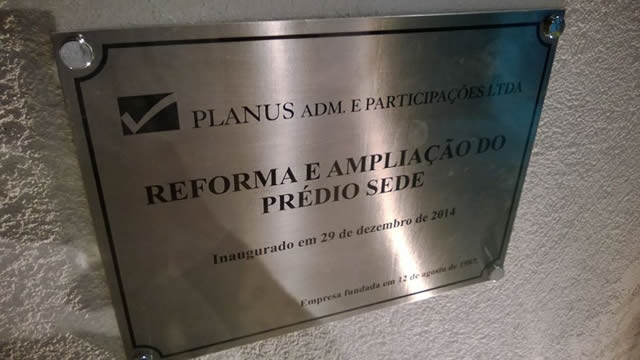 PLANUS ADM. E PARTICIPAÇÕES LTDA
REFORMA E AMPLIAÇÃO DO
PRÉDIO SEDE
Inaugurado em 29 de dezembro de 2014
Empresa fundada em 12 de agosto de